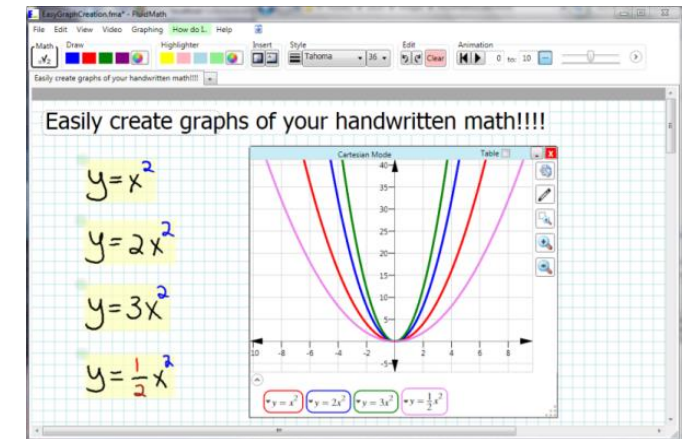 EasyGraphCreation.fma* - FluidMath
File Edit View Video Graphing How do I.. Help
Math Draw Highlighter Insert Style Edit Animation
√2 Tahoma 36 Clear 0 to: 10
Easily create graphs of your handwritten math!!!!
Easily create graphs of your handwritten math!!!!
y=x²
y=2x²
y=3x²
y=1/2x²
Cartesian Mode Table
40
35
30
25
20
15
10
5
10 -8 -6 -4 -2 2 4 6 8
-5
y = x² y = 2x² y = 3x² y = 1/2x²